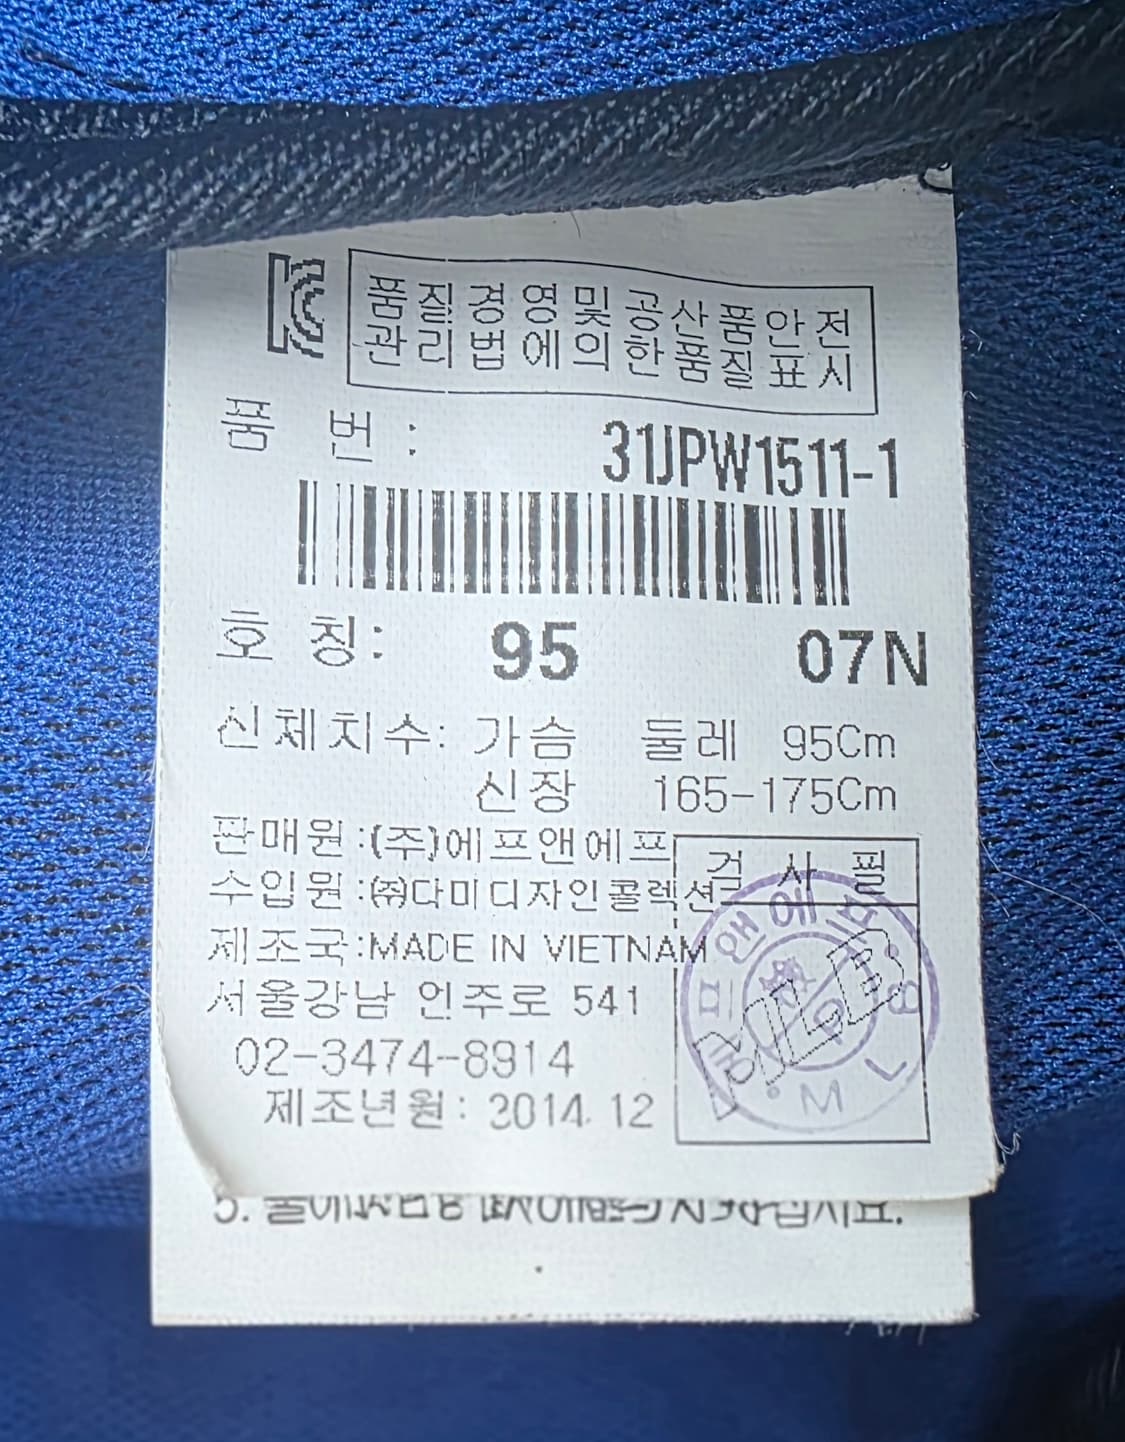 KC
품질경영및공산품안전
관리법에의한품질표시
품 번 : 31JPW1511-1
호 칭: 95 07N
신체치수: 가슴 둘레 95Cm
신장 165-175Cm
판매원:(주)에프앤에프
수입원:㈜다미디자인콜렉션
제조국:MADE IN VIETNAM
서울강남 언주로 541
02-3474-8914
제조년월: 2014.12
검 사 필
MLB
5.